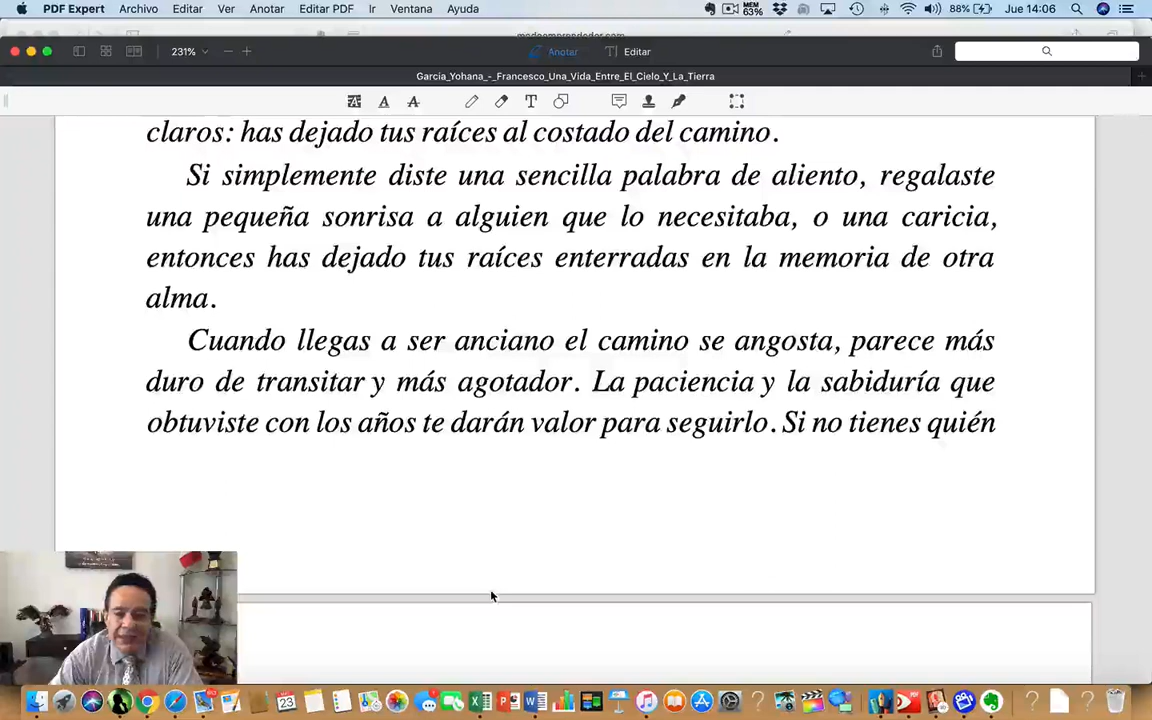 PDF Expert Archivo Editar Ver Anotar Editar PDF Ir Ventana Ayuda MEM 63% 88% Jue 14:06
231% Anotar Editar
Garcia_Yohana_-_Francesco_Una_Vida_Entre_El_Cielo_Y_La_Tierra
claros: has dejado tus raíces al costado del camino.
Si simplemente diste una sencilla palabra de aliento, regalaste
una pequeña sonrisa a alguien que lo necesitaba, o una caricia,
entonces has dejado tus raíces enterradas en la memoria de otra
alma.
Cuando llegas a ser anciano el camino se angosta, parece más
duro de transitar y más agotador. La paciencia y la sabiduría que
obtuviste con los años te darán valor para seguirlo. Si no tienes quién